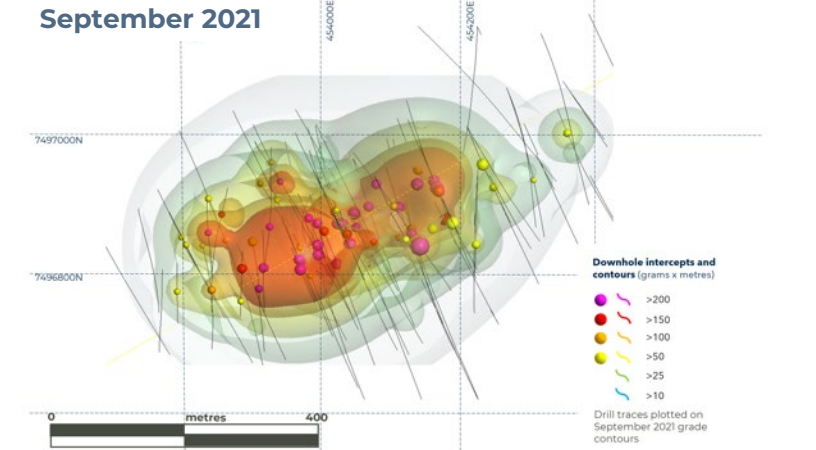 September 2021
454000E
454200E
7497000N
7496800N
Downhole intercepts and
contours (grams x metres)
>200
>150
>100
>50
>25
>10
Drill traces plotted on
September 2021 grade
contours
0 metres 400